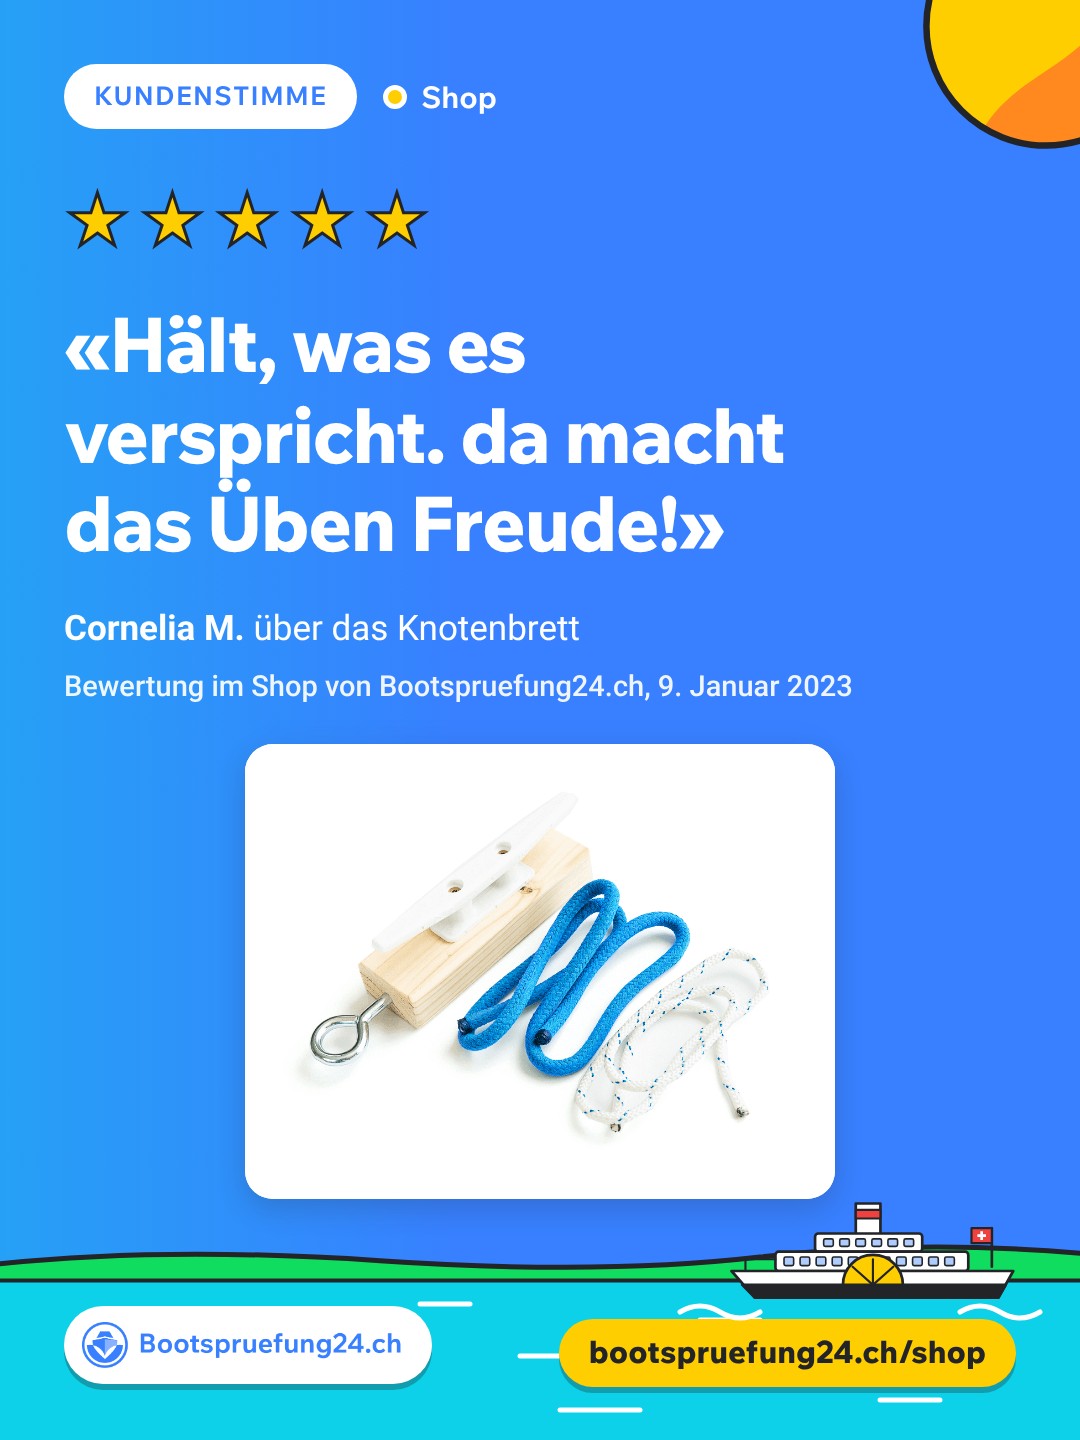 KUNDENSTIMME
Shop
«Hält, was es
verspricht. da macht
das Üben Freude!»
Cornelia M. über das Knotenbrett
Bewertung im Shop von Bootspruefung24.ch, 9. Januar 2023
Bootspruefung24.ch
bootspruefung24.ch/shop